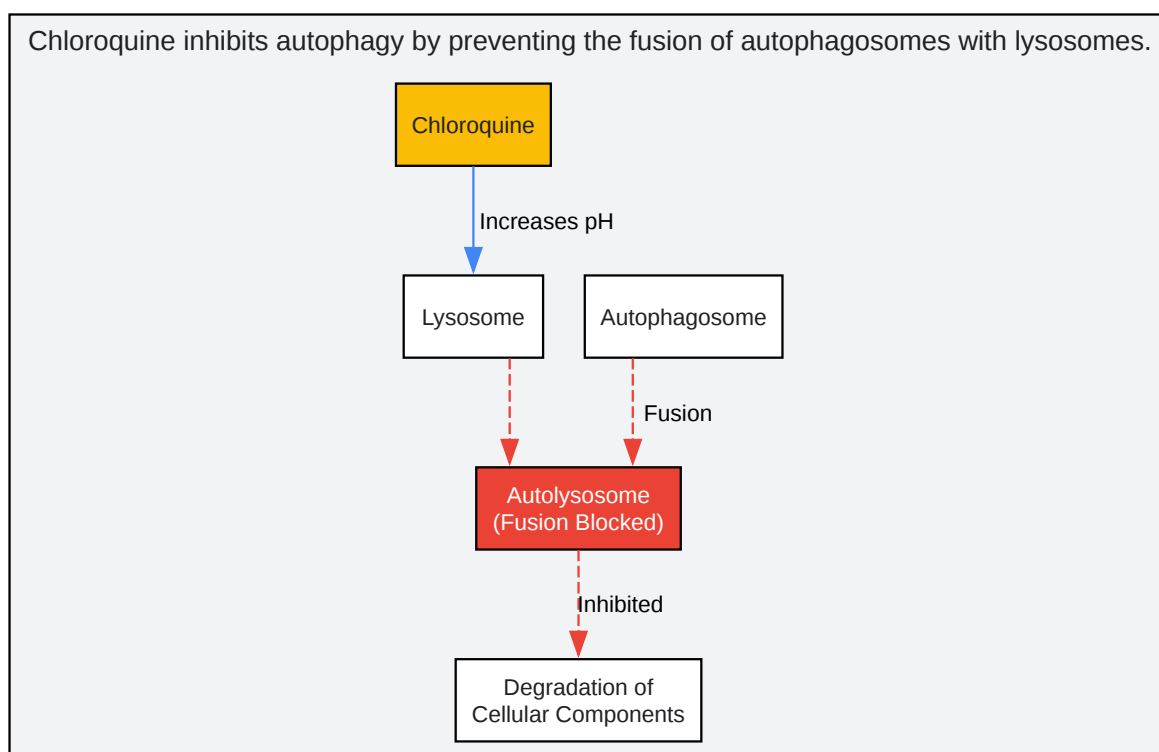 Chloroquine inhibits autophagy by preventing the fusion of autophagosomes with lysosomes.
Chloroquine
Increases pH
Lysosome
Autophagosome
Fusion
Autolysosome
(Fusion Blocked)
Inhibited
Degradation of
Cellular Components